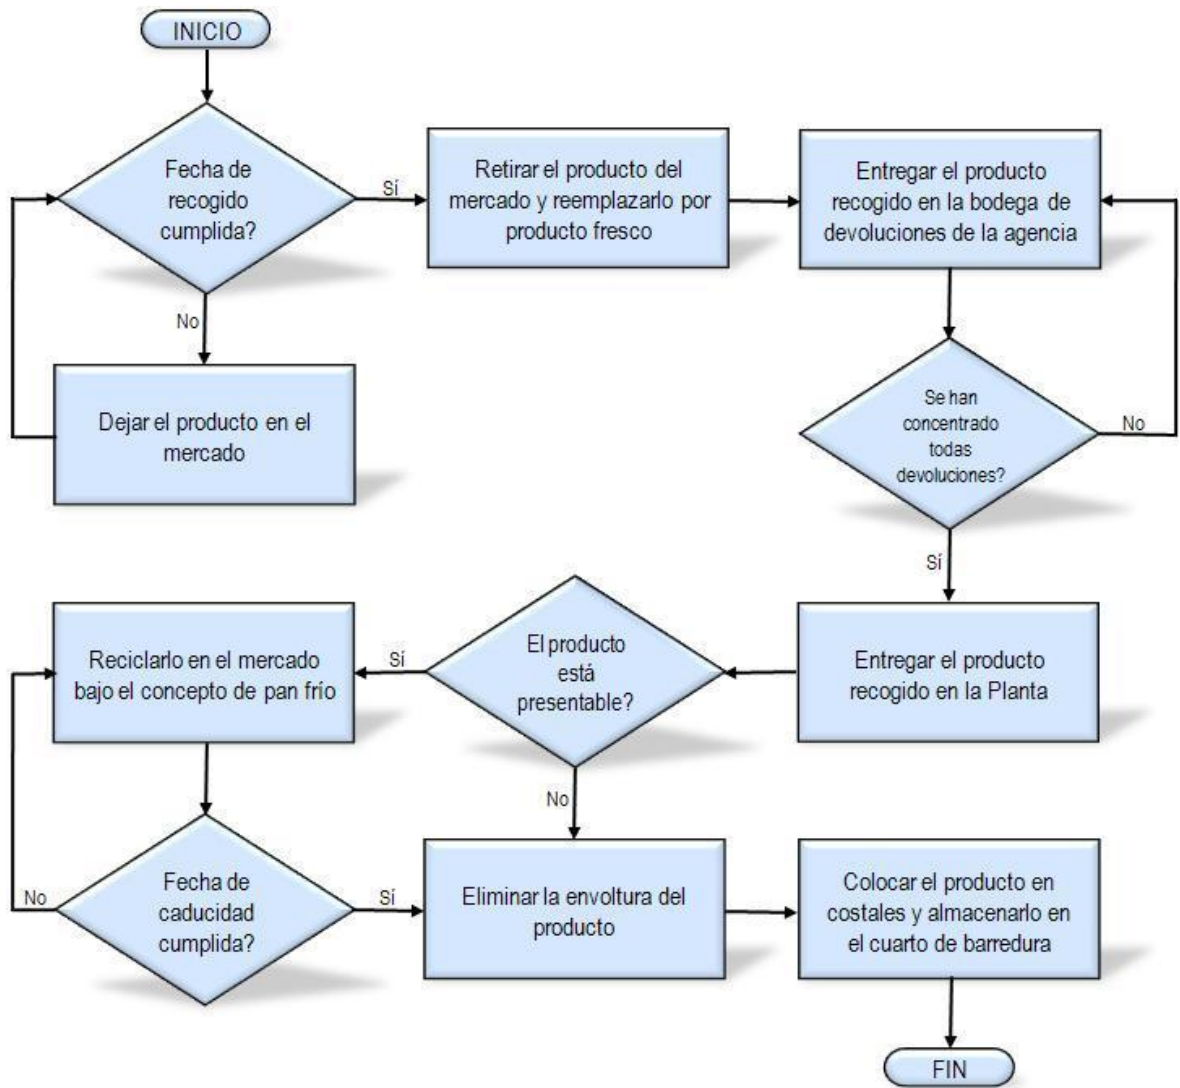 INICIO
Fecha de
recogido
cumplida?
Sí
Retirar el producto del
mercado y reemplazarlo por
producto fresco
Entregar el producto
recogido en la bodega de
devoluciones de la agencia
No
Dejar el producto en el
mercado
Se han
concentrado
todas
devoluciones?
No
Sí
Entregar el producto
recogido en la Planta
El producto
está
presentable?
Sí
Reciclarlo en el mercado
bajo el concepto de pan frío
No
Fecha de
caducidad
cumplida?
No
Sí
Eliminar la envoltura del
producto
Colocar el producto en
costales y almacenarlo en
el cuarto de barredura
FIN